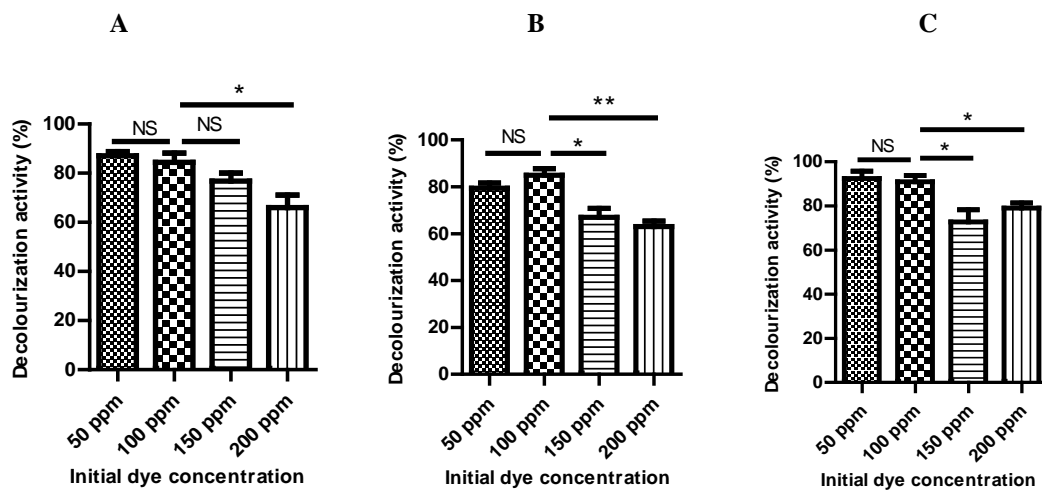 A
Decolourization activity (%)
100
80
60
40
20
0
NS
NS
*
50 ppm
100 ppm
150 ppm
200 ppm
Initial dye concentration
B
Decolourization activity (%)
100
80
60
40
20
0
NS
*
**
50 ppm
100 ppm
150 ppm
200 ppm
Initial dye concentration
C
Decolourization activity (%)
100
80
60
40
20
0
NS
*
*
50 ppm
100 ppm
150 ppm
200 ppm
Initial dye concentration